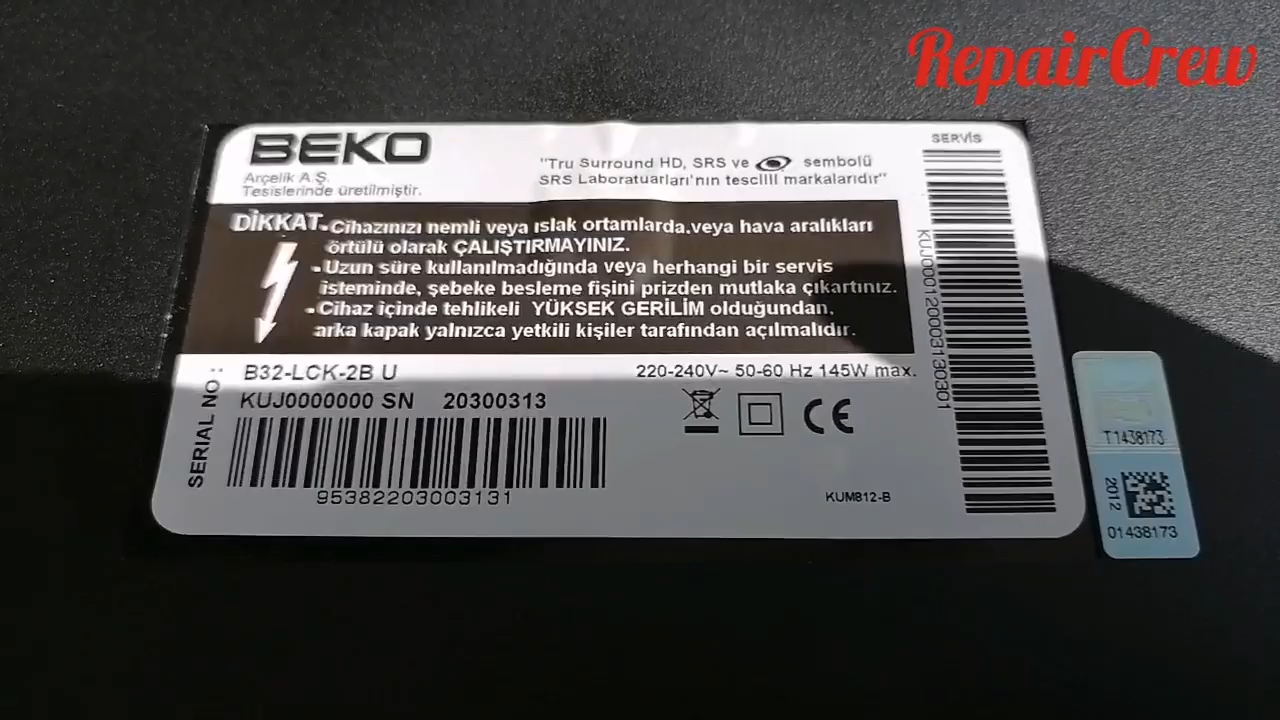 RepairCrew
BEKO
Arçelik A.Ş.
Tesislerinde üretilmiştir.
"Tru Surround HD, SRS ve sembolü
SRS Laboratuarları'nın tescilli markalarıdır"
SERVİS
DİKKAT
-Cihazınızı nemli veya ıslak ortamlarda,veya hava aralıkları
örtülü olarak ÇALIŞTIRMAYINIZ.
-Uzun süre kullanılmadığında veya herhangi bir servis
isteminde, şebeke besleme fişini prizden mutlaka çıkartınız.
-Cihaz içinde tehlikeli YÜKSEK GERİLİM olduğundan,
arka kapak yalnızca yetkili kişiler tarafından açılmalıdır.
KUJ000120003130301
SERIAL NO :
B32-LCK-2B U
220-240V~ 50-60 Hz 145W max.
KUJ0000000 SN 20300313
CE
95382203003131
KUM812-B
T1438173
2012
01438173